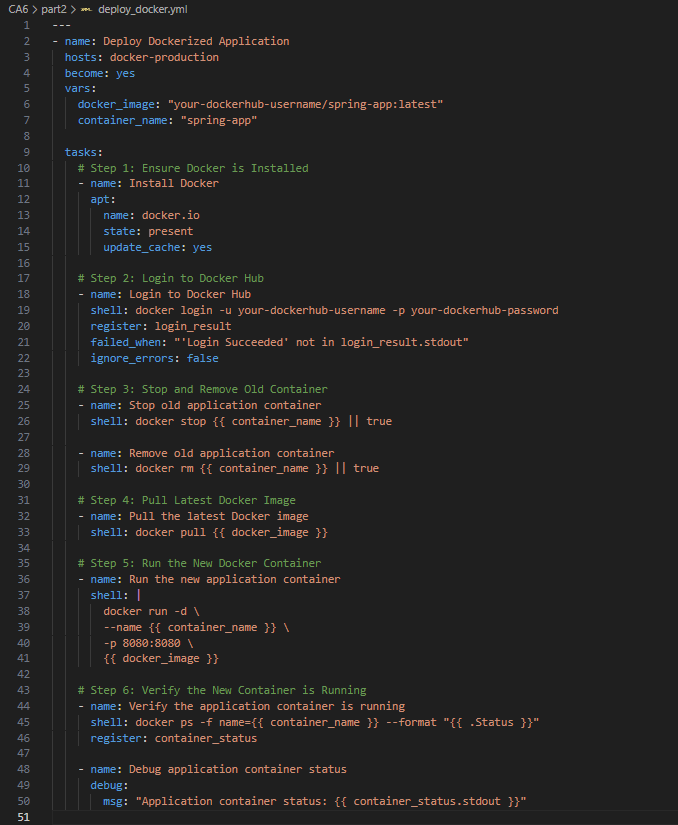 CA6 > part2 > deploy_docker.yml
1 ---
2 - name: Deploy Dockerized Application
3   hosts: docker-production
4   become: yes
5   vars:
6     docker_image: "your-dockerhub-username/spring-app:latest"
7     container_name: "spring-app"
8
9   tasks:
10     # Step 1: Ensure Docker is Installed
11     - name: Install Docker
12       apt:
13         name: docker.io
14         state: present
15         update_cache: yes
16
17     # Step 2: Login to Docker Hub
18     - name: Login to Docker Hub
19       shell: docker login -u your-dockerhub-username -p your-dockerhub-password
20       register: login_result
21       failed_when: "'Login Succeeded' not in login_result.stdout"
22       ignore_errors: false
23
24     # Step 3: Stop and Remove Old Container
25     - name: Stop old application container
26       shell: docker stop {{ container_name }} || true
27
28     - name: Remove old application container
29       shell: docker rm {{ container_name }} || true
30
31     # Step 4: Pull Latest Docker Image
32     - name: Pull the latest Docker image
33       shell: docker pull {{ docker_image }}
34
35     # Step 5: Run the New Docker Container
36     - name: Run the new application container
37       shell: |
38         docker run -d \
39         --name {{ container_name }} \
40         -p 8080:8080 \
41         {{ docker_image }}
42
43     # Step 6: Verify the New Container is Running
44     - name: Verify the application container is running
45       shell: docker ps -f name={{ container_name }} --format "{{ .Status }}"
46       register: container_status
47
48     - name: Debug application container status
49       debug:
50         msg: "Application container status: {{ container_status.stdout }}"
51